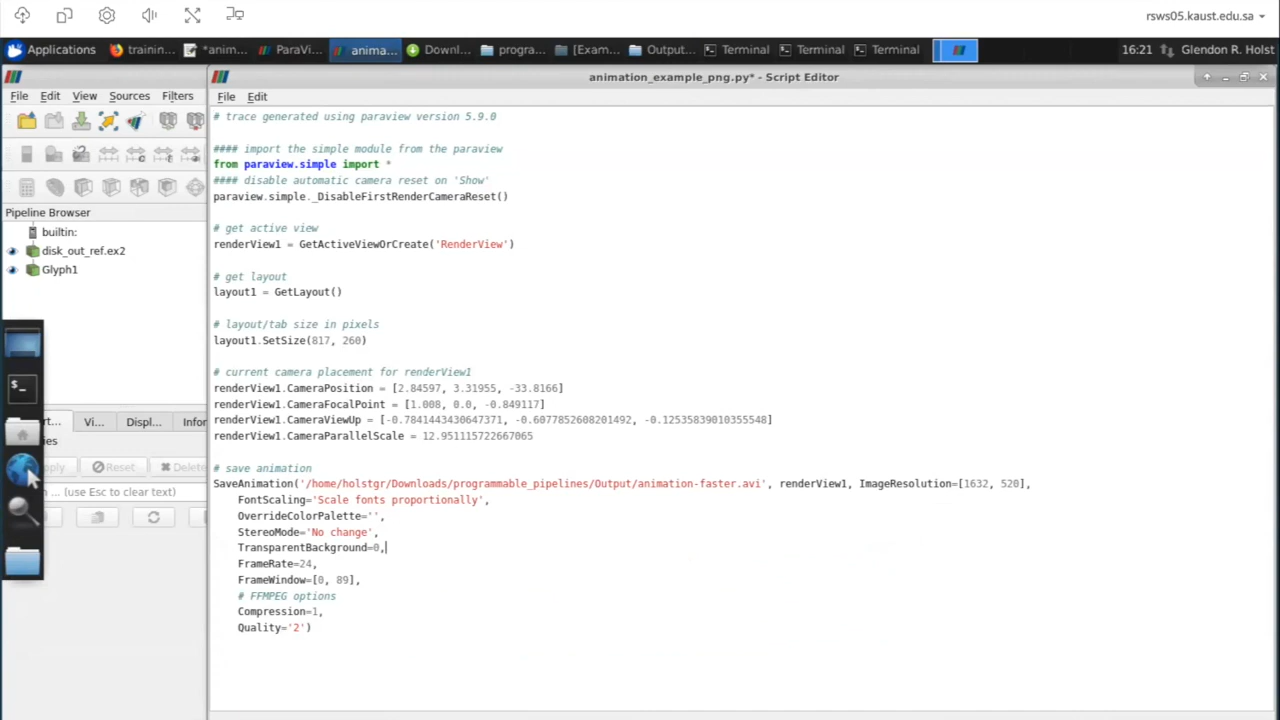 rsws05.kaust.edu.sa
Applications
trainin...
*anim...
ParaVi...
anima...
Downl...
progra...
[Exam...
Output...
Terminal
Terminal
Terminal
16:21
Glendon R. Holst
animation_example_png.py* - Script Editor
File Edit View Sources Filters
File Edit
Pipeline Browser
builtin:
disk_out_ref.ex2
Glyph1
Vi...
Displ...
Infor
Reset
Delete
... (use Esc to clear text)
# trace generated using paraview version 5.9.0
#### import the simple module from the paraview
from paraview.simple import *
#### disable automatic camera reset on 'Show'
paraview.simple._DisableFirstRenderCameraReset()
# get active view
renderView1 = GetActiveViewOrCreate('RenderView')
# get layout
layout1 = GetLayout()
# layout/tab size in pixels
layout1.SetSize(817, 260)
# current camera placement for renderView1
renderView1.CameraPosition = [2.84597, 3.31955, -33.8166]
renderView1.CameraFocalPoint = [1.008, 0.0, -0.849117]
renderView1.CameraViewUp = [-0.7841443430647371, -0.6077852608201492, -0.12535839010355548]
renderView1.CameraParallelScale = 12.951115722667065
# save animation
SaveAnimation('/home/holstgr/Downloads/programmable_pipelines/Output/animation-faster.avi', renderView1, ImageResolution=[1632, 520],
FontScaling='Scale fonts proportionally',
OverrideColorPalette='',
StereoMode='No change',
TransparentBackground=0,
FrameRate=24,
FrameWindow=[0, 89],
# FFMPEG options
Compression=1,
Quality='2')